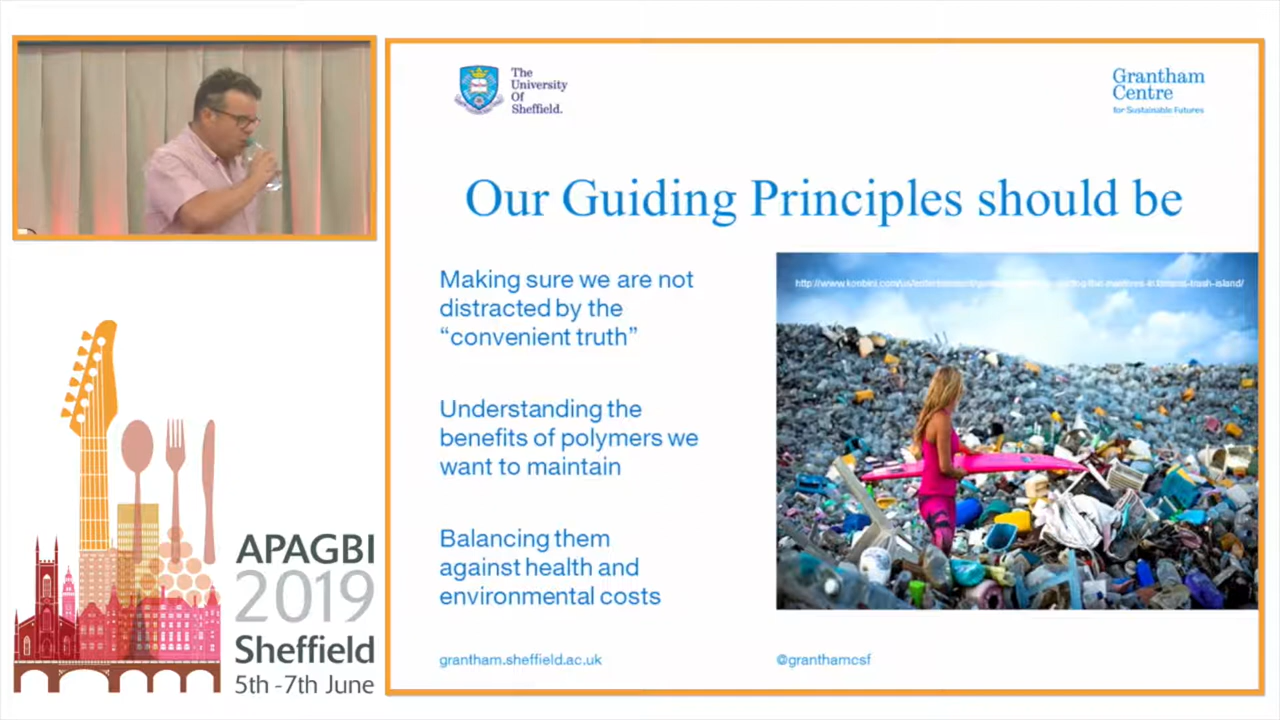 The
University
Of
Sheffield.
Grantham
Centre
for Sustainable Futures
Our Guiding Principles should be
Making sure we are not
distracted by the
“convenient truth”
Understanding the
benefits of polymers we
want to maintain
Balancing them
against health and
environmental costs
grantham.sheffield.ac.uk
@granthamcsf
APAGBI
2019
Sheffield
5th -7th June